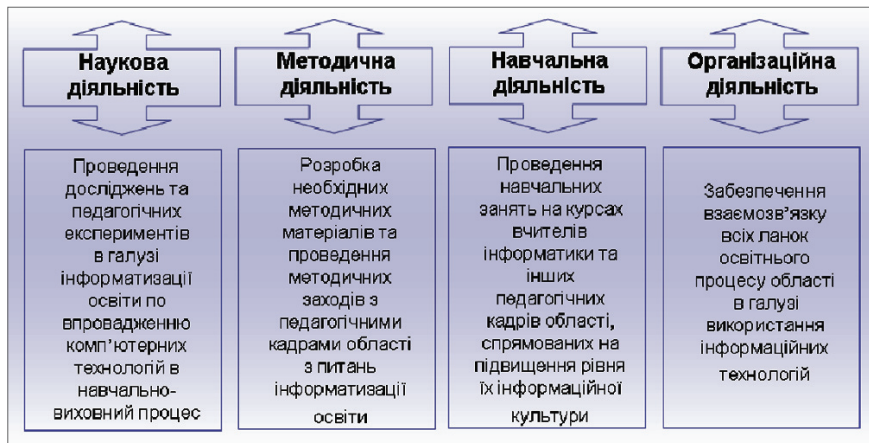 Наукова
діяльність
Методична
діяльність
Навчальна
діяльність
Організаційна
діяльність
Проведення
досліджень та
педагогічних
експериментів
в галузі
інформатизації
освіти по
впровадженню
комп’ютерних
технологій в
навчально-
виховний процес
Розробка
необхідних
методичних
матеріалів та
проведення
методичних
заходів з
педагогічними
кадрами області
з питань
інформатизації
освіти
Проведення
навчальних
занять на курсах
вчителів
інформатики та
інших
педагогічних
кадрів області,
спрямованих на
підвищення рівня
їх інформаційної
культури
Забезпечення
взаємозв’язку
всіх ланок
освітнього
процесу області
в галузі
використання
інформаційних
технологій